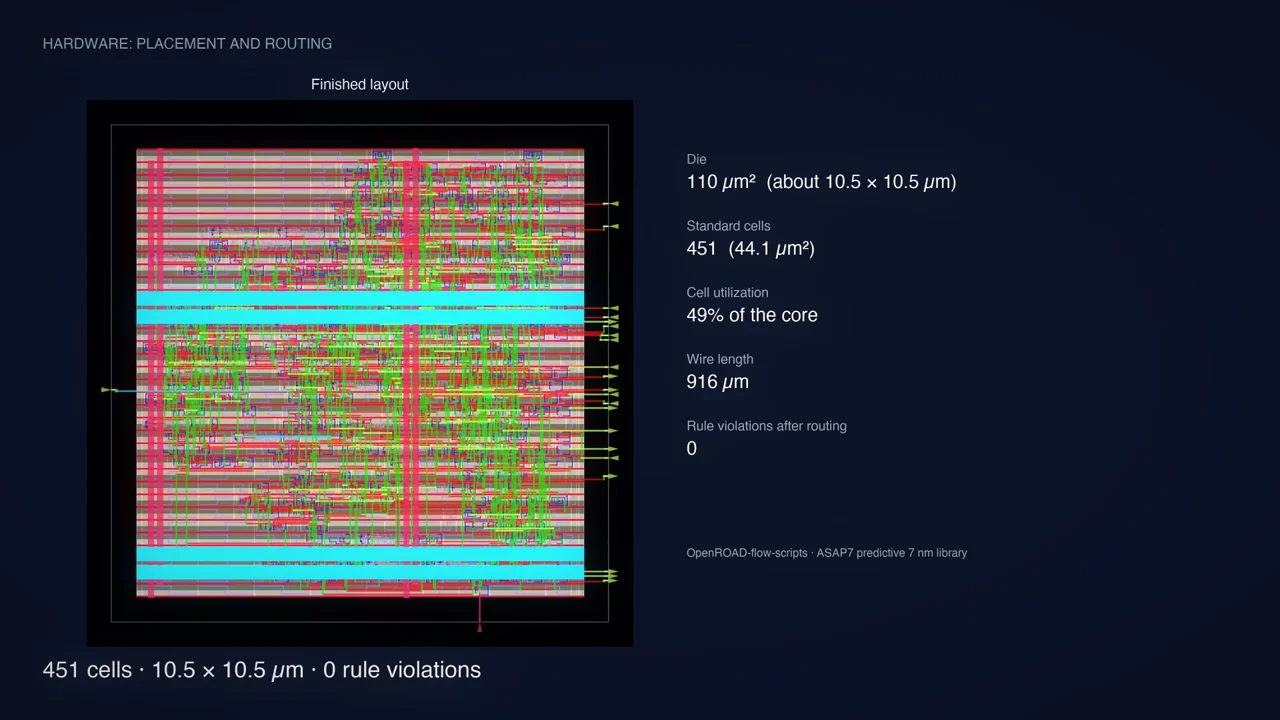 HARDWARE: PLACEMENT AND ROUTING
Finished layout
Die
110 µm² (about 10.5 × 10.5 µm)
Standard cells
451 (44.1 µm²)
Cell utilization
49% of the core
Wire length
916 µm
Rule violations after routing
0
OpenROAD-flow-scripts · ASAP7 predictive 7 nm library
451 cells · 10.5 × 10.5 µm · 0 rule violations